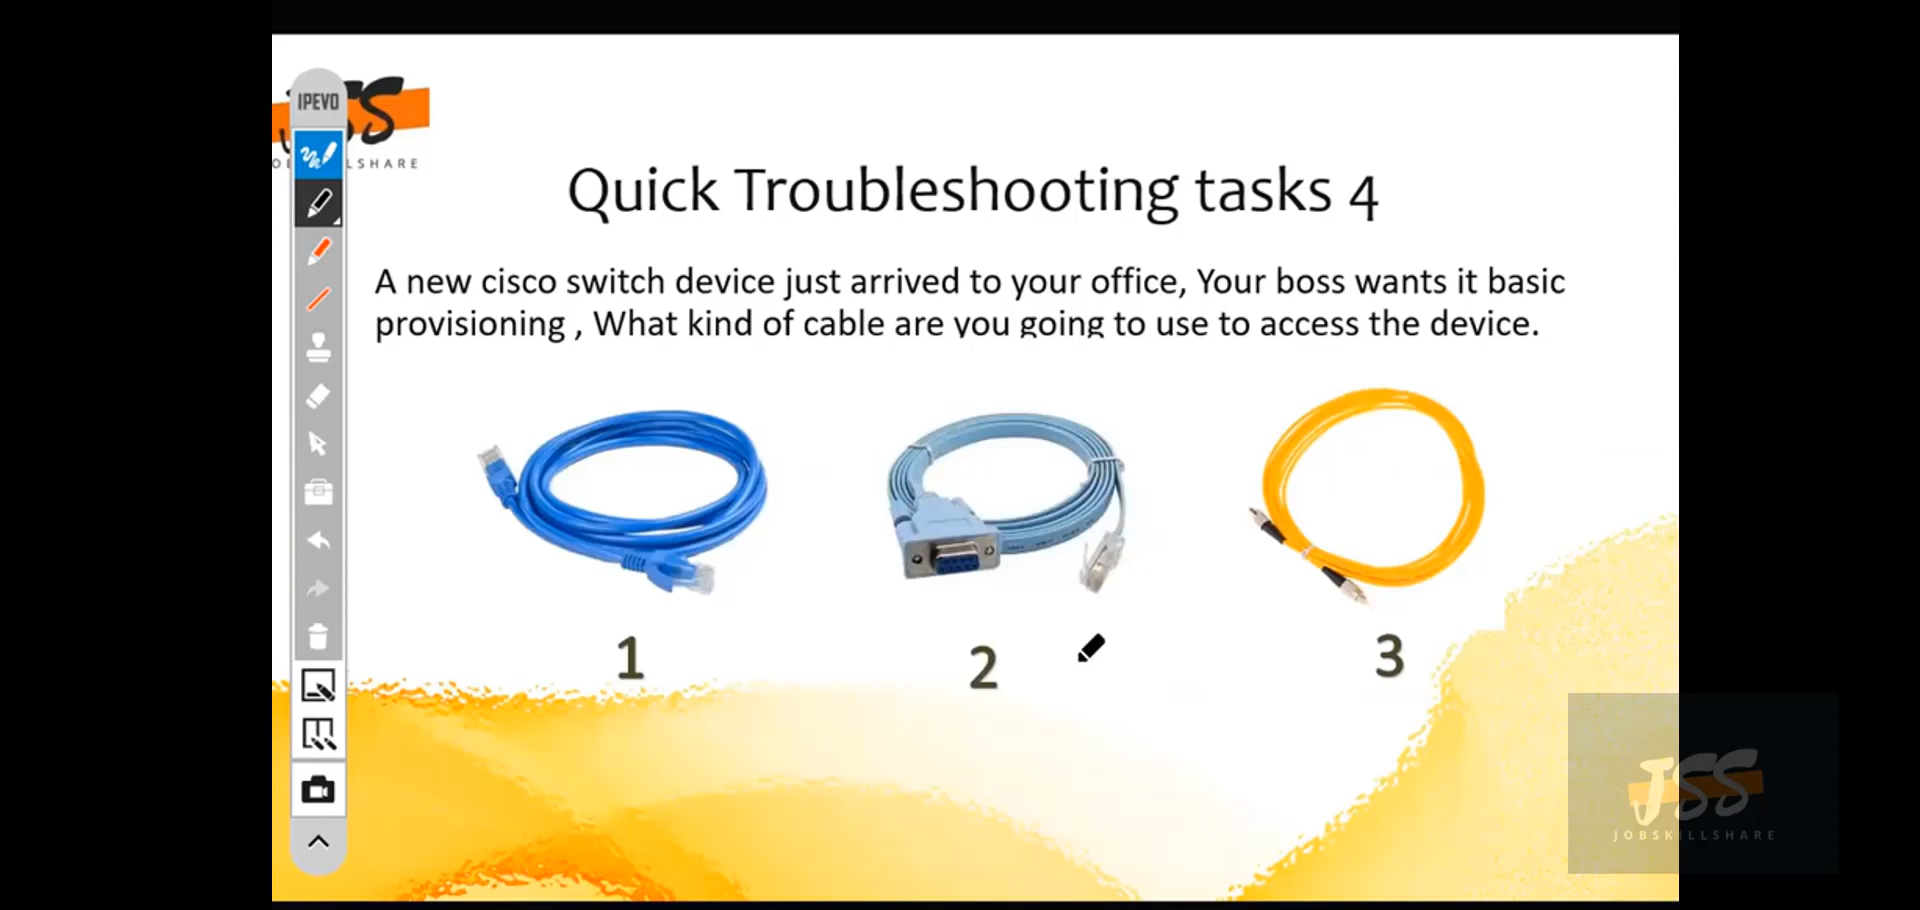 IPEVO
LSHARE
Quick Troubleshooting tasks 4
A new cisco switch device just arrived to your office, Your boss wants it basic
provisioning , What kind of cable are you going to use to access the device.
1
2
3
JSS
JOBSKILLSHARE